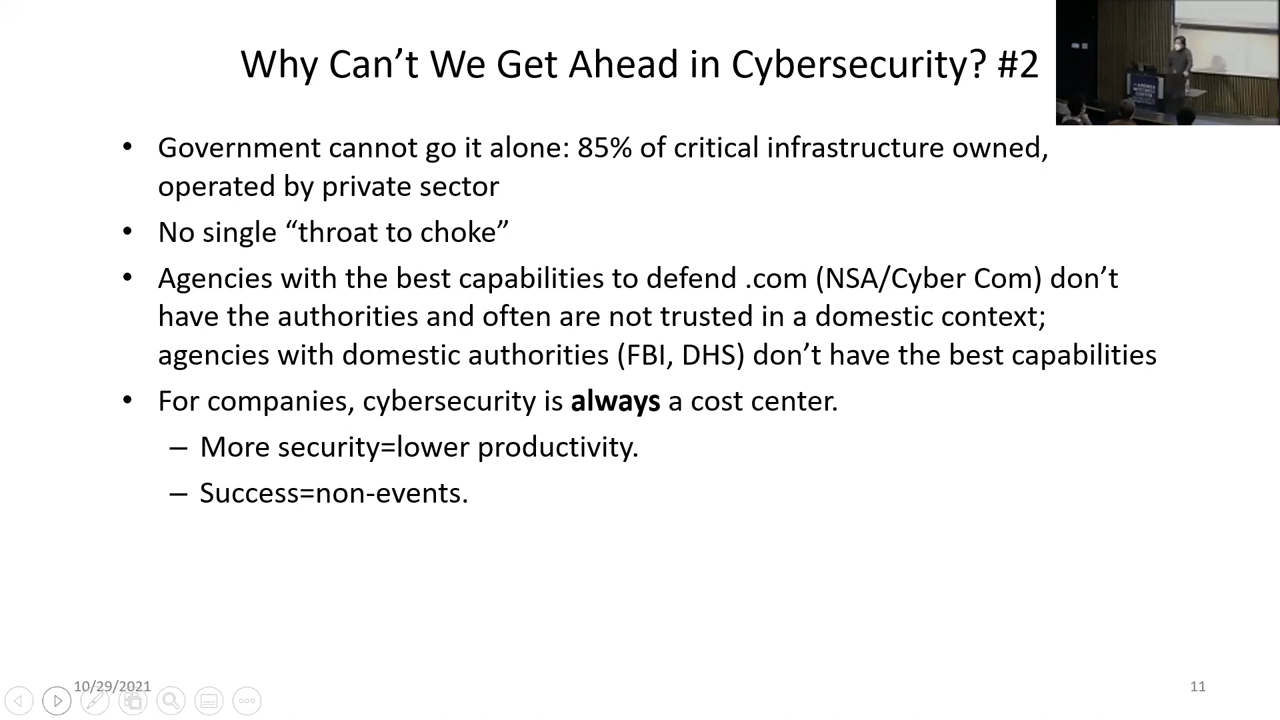 Why Can’t We Get Ahead in Cybersecurity? #2
• Government cannot go it alone: 85% of critical infrastructure owned,
operated by private sector
• No single “throat to choke”
• Agencies with the best capabilities to defend .com (NSA/Cyber Com) don’t
have the authorities and often are not trusted in a domestic context;
agencies with domestic authorities (FBI, DHS) don’t have the best capabilities
• For companies, cybersecurity is always a cost center.
– More security=lower productivity.
– Success=non-events.
10/29/2021
11